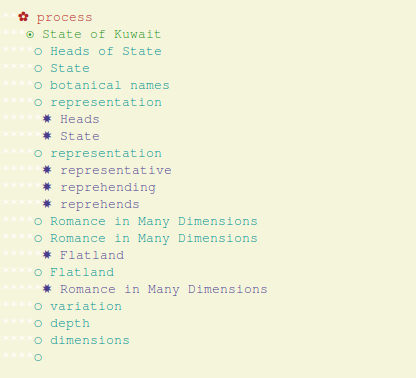 process
State of Kuwait
Heads of State
State
botanical names
representation
Heads
State
representation
representative
reprehending
reprehends
Romance in Many Dimensions
Romance in Many Dimensions
Flatland
Flatland
Romance in Many Dimensions
variation
depth
dimensions